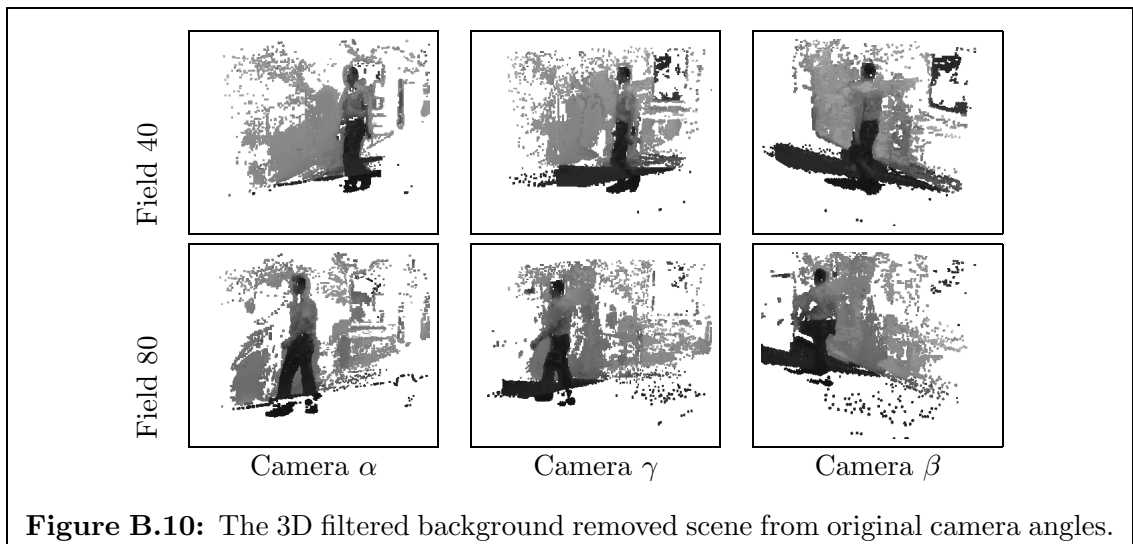 Field 40
Field 80
Camera α
Camera γ
Camera β
Figure B.10: The 3D filtered background removed scene from original camera angles.